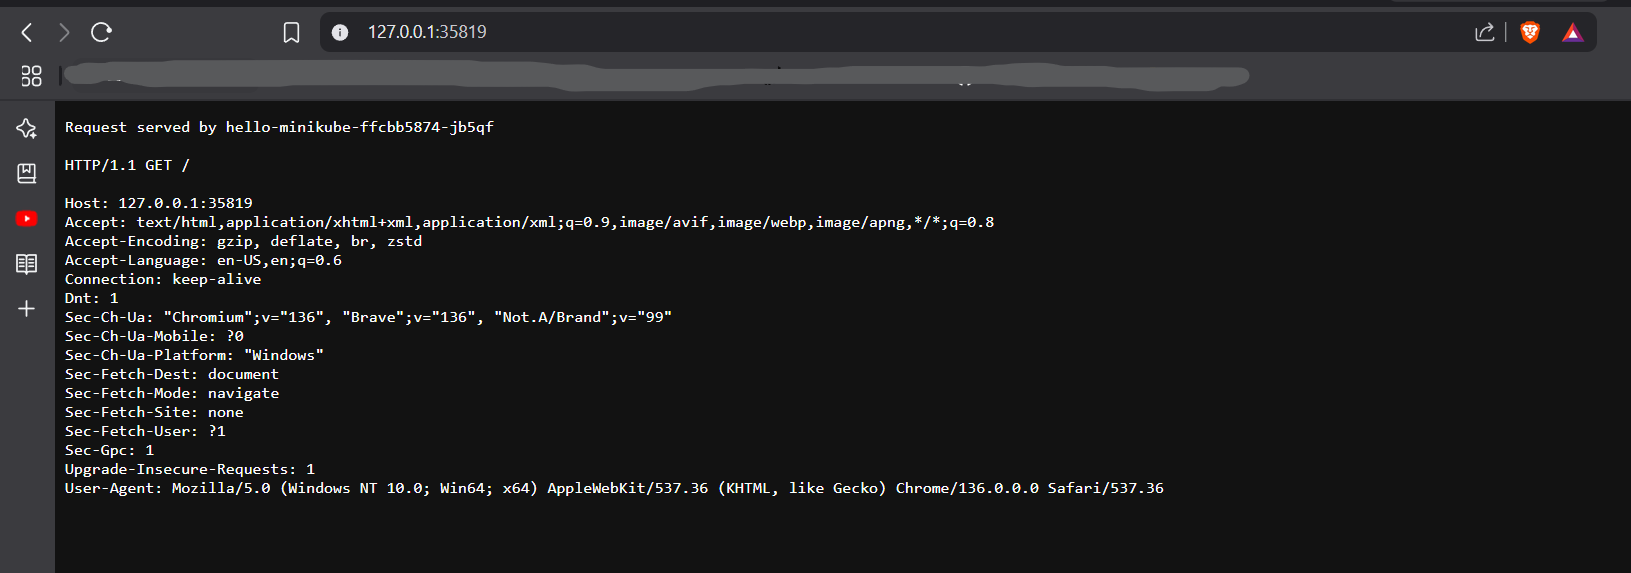 127.0.0.1:35819
Request served by hello-minikube-ffcbb5874-jb5qf
HTTP/1.1 GET /
Host: 127.0.0.1:35819
Accept: text/html,application/xhtml+xml,application/xml;q=0.9,image/avif,image/webp,image/apng,*/*;q=0.8
Accept-Encoding: gzip, deflate, br, zstd
Accept-Language: en-US,en;q=0.6
Connection: keep-alive
Dnt: 1
Sec-Ch-Ua: "Chromium";v="136", "Brave";v="136", "Not.A/Brand";v="99"
Sec-Ch-Ua-Mobile: ?0
Sec-Ch-Ua-Platform: "Windows"
Sec-Fetch-Dest: document
Sec-Fetch-Mode: navigate
Sec-Fetch-Site: none
Sec-Fetch-User: ?1
Sec-Gpc: 1
Upgrade-Insecure-Requests: 1
User-Agent: Mozilla/5.0 (Windows NT 10.0; Win64; x64) AppleWebKit/537.36 (KHTML, like Gecko) Chrome/136.0.0.0 Safari/537.36